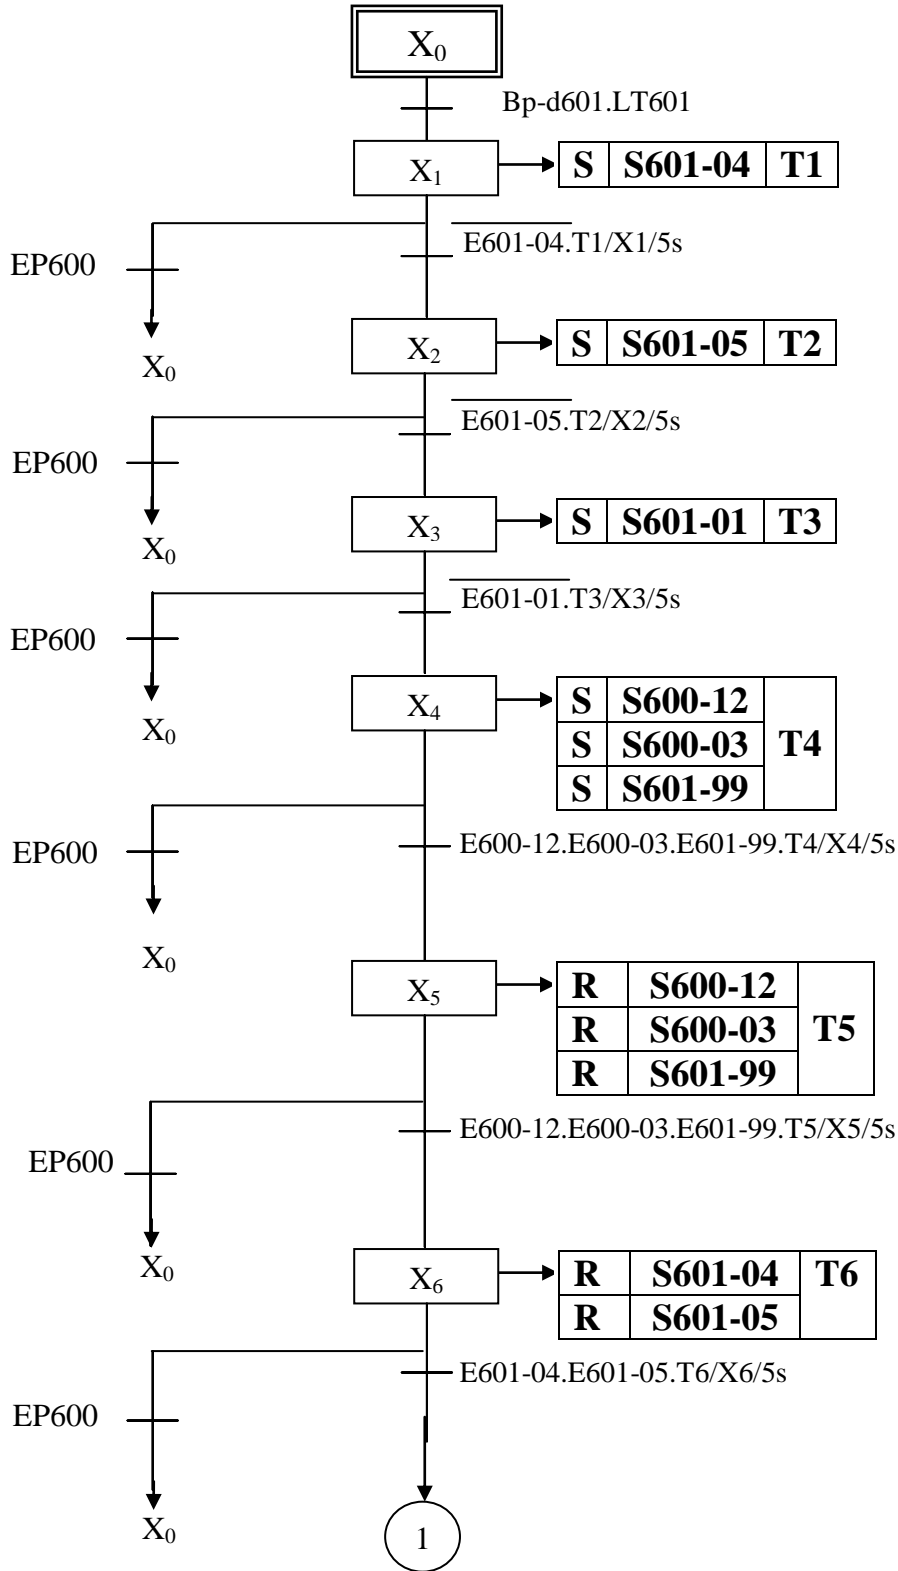 X₀
Bp-d601.LT601
X₁
S S601-04 T1
E601-04.T1/X1/5s
EP600
X₀
X₂
S S601-05 T2
E601-05.T2/X2/5s
EP600
X₀
X₃
S S601-01 T3
E601-01.T3/X3/5s
EP600
X₀
X₄
S S600-12
S S600-03 T4
S S601-99
E600-12.E600-03.E601-99.T4/X4/5s
EP600
X₀
X₅
R S600-12
R S600-03 T5
R S601-99
E600-12.E600-03.E601-99.T5/X5/5s
EP600
X₀
X₆
R S601-04 T6
R S601-05
E601-04.E601-05.T6/X6/5s
EP600
X₀
1